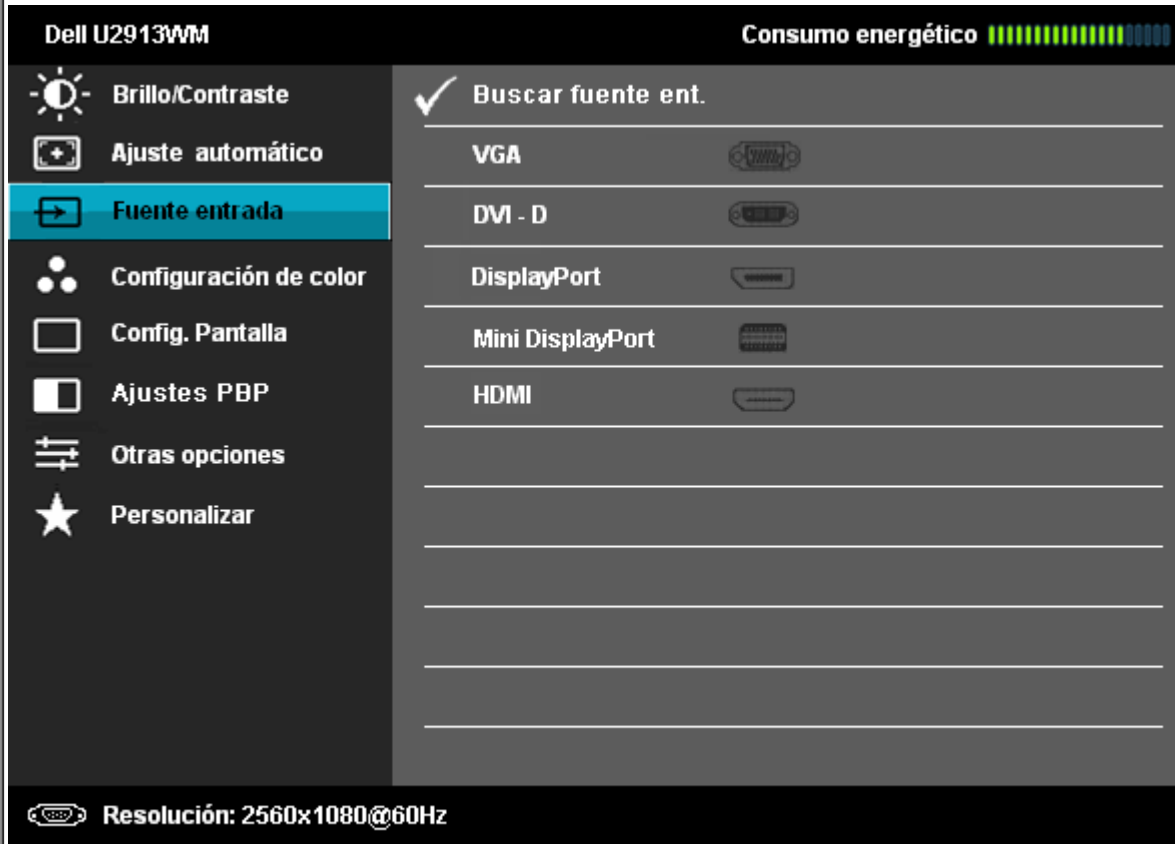 Dell U2913WM
Consumo energético
Brillo/Contraste
Ajuste automático
Fuente entrada
Configuración de color
Config. Pantalla
Ajustes PBP
Otras opciones
Personalizar
Buscar fuente ent.
VGA
DVI - D
DisplayPort
Mini DisplayPort
HDMI
Resolución: 2560x1080@60Hz